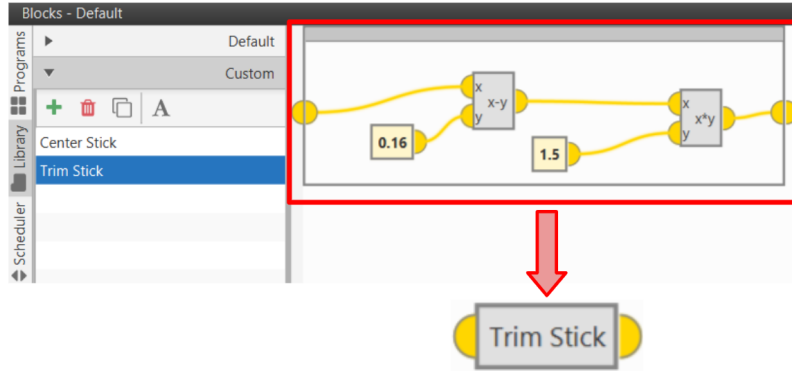 Blocks - Default
Programs
Library
Scheduler
Default
Custom
A
Center Stick
Trim Stick
x
x-y
y
0.16
x
x*y
y
1.5
Trim Stick